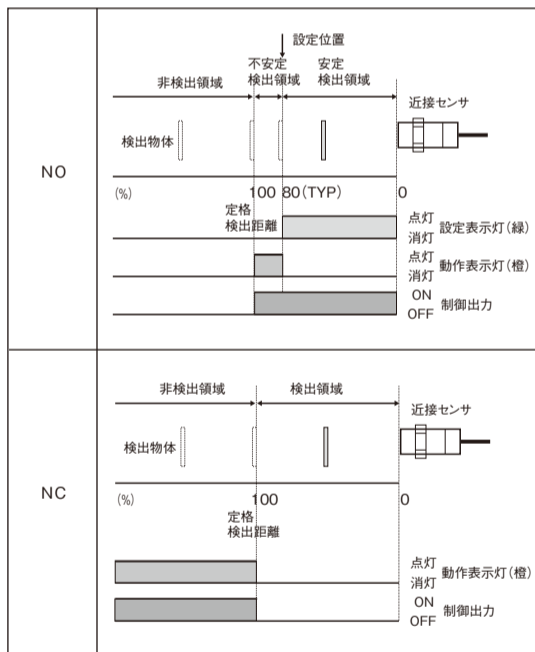 設定位置
不安定
検出領域
安定
検出領域
非検出領域
近接センサ
検出物体
NO
(%)
100
80(TYP)
0
定格
検出距離
点灯
消灯
設定表示灯(緑)
点灯
消灯
動作表示灯(橙)
ON
OFF
制御出力
非検出領域
検出領域
近接センサ
検出物体
NC
(%)
100
0
定格
検出距離
点灯
消灯
動作表示灯(橙)
ON
OFF
制御出力